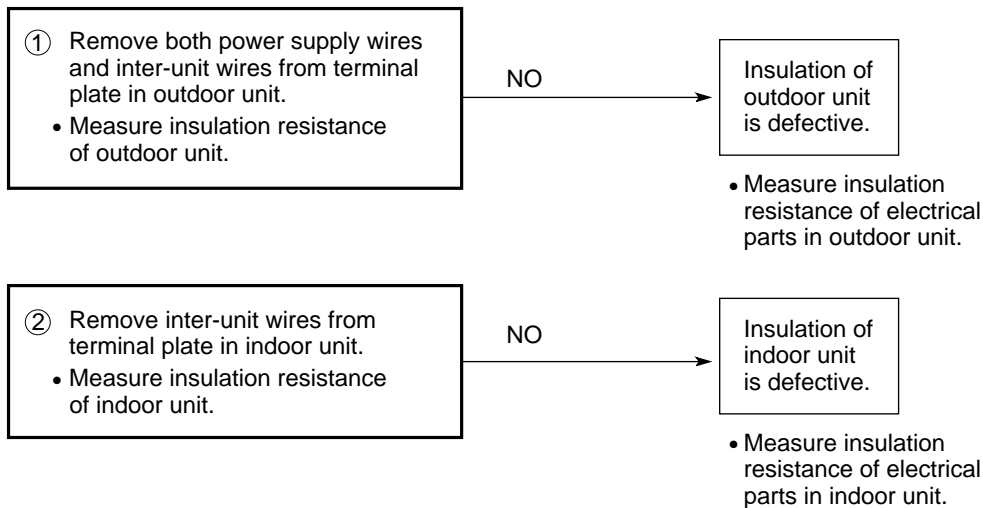 ① Remove both power supply wires
and inter-unit wires from terminal
plate in outdoor unit.
• Measure insulation resistance
of outdoor unit.
NO
Insulation of
outdoor unit
is defective.
• Measure insulation
resistance of electrical
parts in outdoor unit.
② Remove inter-unit wires from
terminal plate in indoor unit.
• Measure insulation resistance
of indoor unit.
NO
Insulation of
indoor unit
is defective.
• Measure insulation
resistance of electrical
parts in indoor unit.